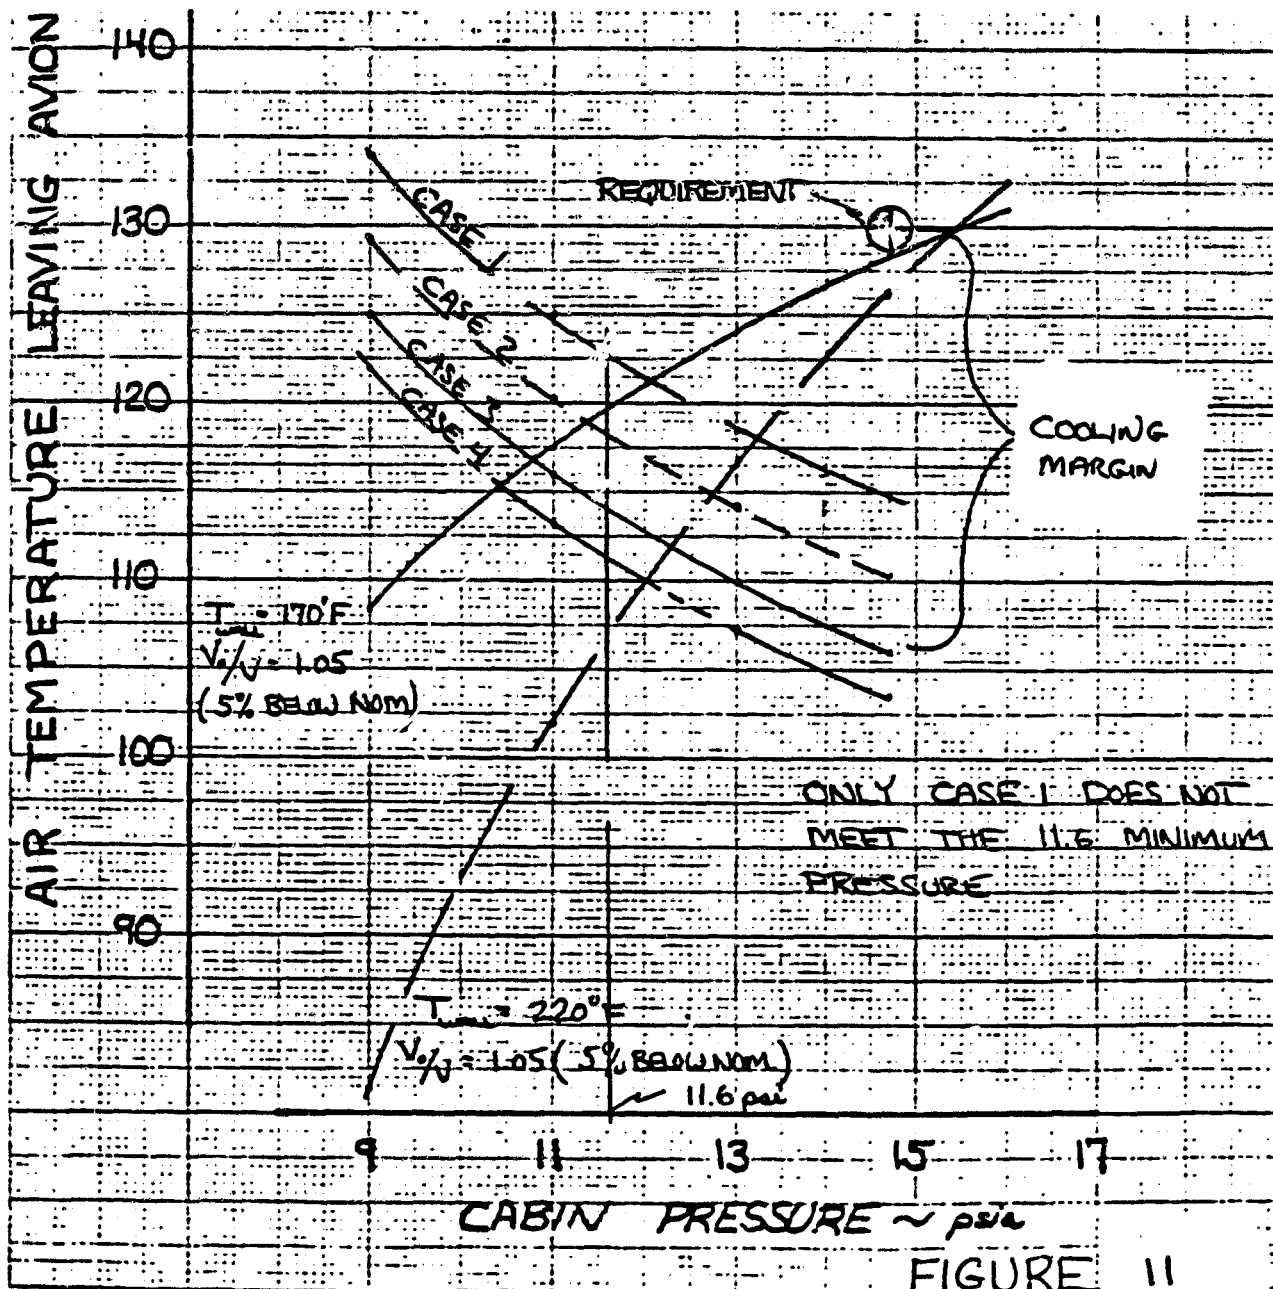 AIR TEMPERATURE LEAVING AVION
140
130
120
110
100
90
CASE 1
CASE 2
CASE 3
CASE 4
REQUIREMENT
COOLING
MARGIN
T wall = 170°F
V₀/V = 1.05
(5% BELOW NOM)
ONLY CASE 1 DOES NOT
MEET THE 11.6 MINIMUM
PRESSURE
T wall = 220°F
V₀/V = 1.05 (5% BELOW NOM)
11.6 psi
9 11 13 15 17
CABIN PRESSURE ~ psia
FIGURE 11